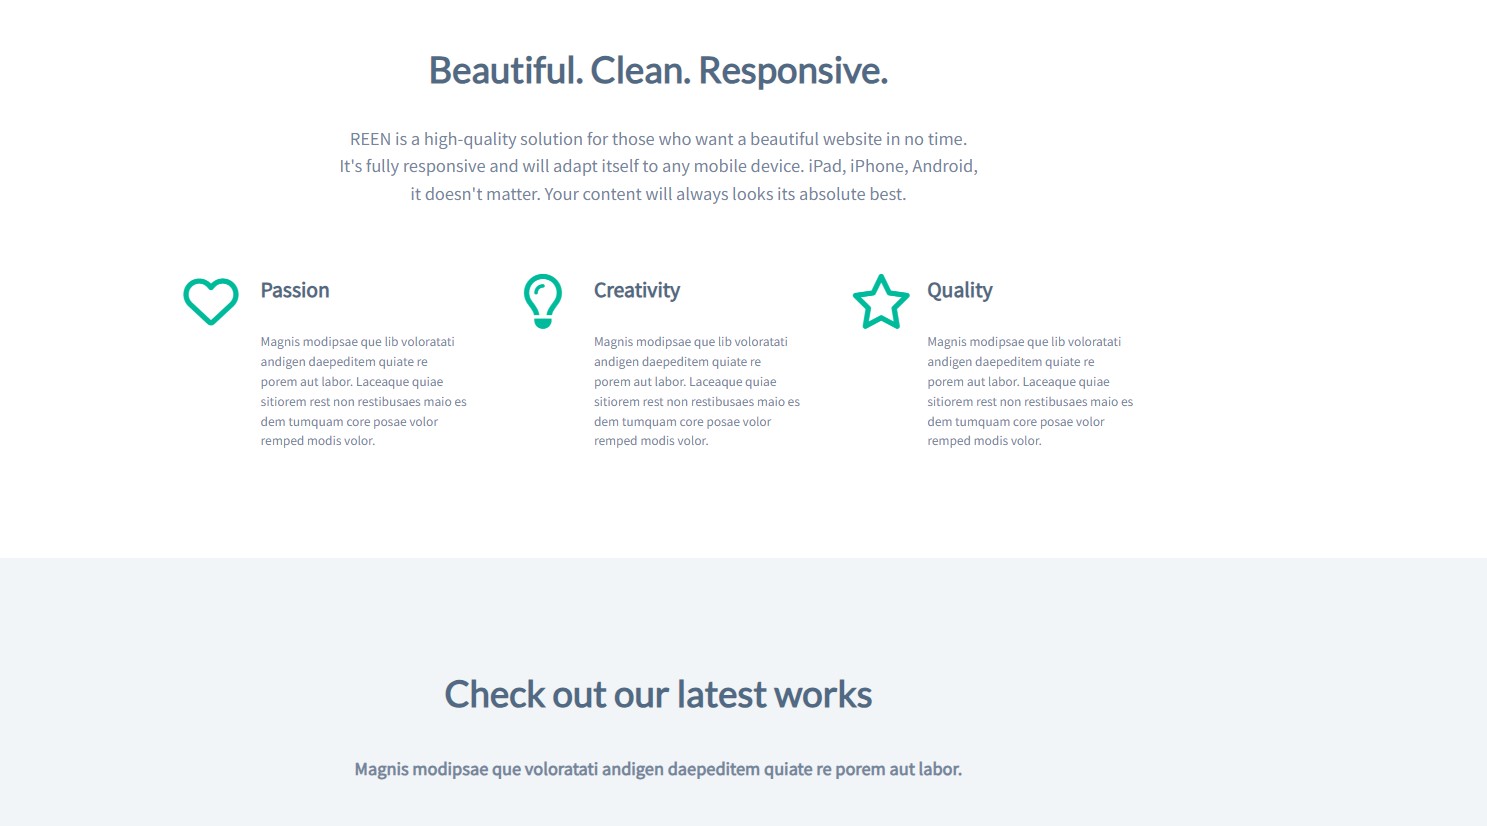 Beautiful. Clean. Responsive.
REEN is a high-quality solution for those who want a beautiful website in no time.
It's fully responsive and will adapt itself to any mobile device. iPad, iPhone, Android,
it doesn't matter. Your content will always looks its absolute best.
Passion
Magnis modipsae que lib voloratati
andigen daepeditem quiate re
porem aut labor. Laceaque quiae
sitiorem rest non restibusaes maio es
dem tumquam core posae volor
remped modis volor.
Creativity
Magnis modipsae que lib voloratati
andigen daepeditem quiate re
porem aut labor. Laceaque quiae
sitiorem rest non restibusaes maio es
dem tumquam core posae volor
remped modis volor.
Quality
Magnis modipsae que lib voloratati
andigen daepeditem quiate re
porem aut labor. Laceaque quiae
sitiorem rest non restibusaes maio es
dem tumquam core posae volor
remped modis volor.
Check out our latest works
Magnis modipsae que voloratati andigen daepeditem quiate re porem aut labor.